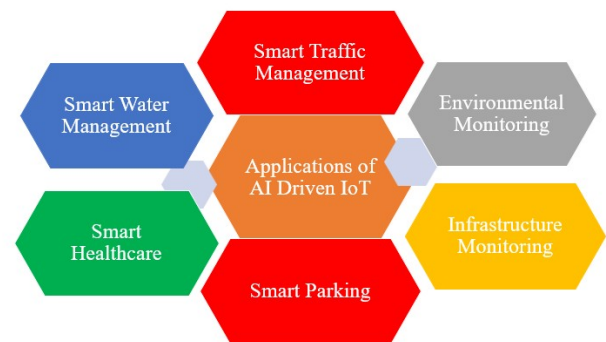 Smart Traffic
Management
Smart Water
Management
Environmental
Monitoring
Applications of
AI Driven IoT
Smart
Healthcare
Infrastructure
Monitoring
Smart Parking